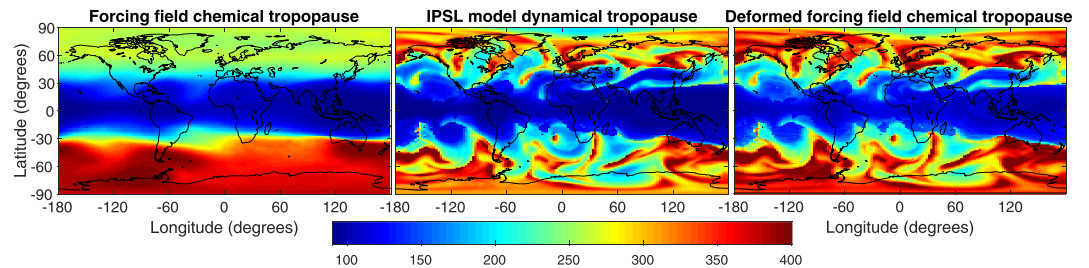 Forcing field chemical tropopause IPSL model dynamical tropopause Deformed forcing field chemical tropopause
Latitude (degrees)
90
60
30
0
-30
-60
-90
-180 -120 -60 0 60 120 -180 -120 -60 0 60 120 -180 -120 -60 0 60 120
Longitude (degrees) Longitude (degrees)
100 150 200 250 300 350 400